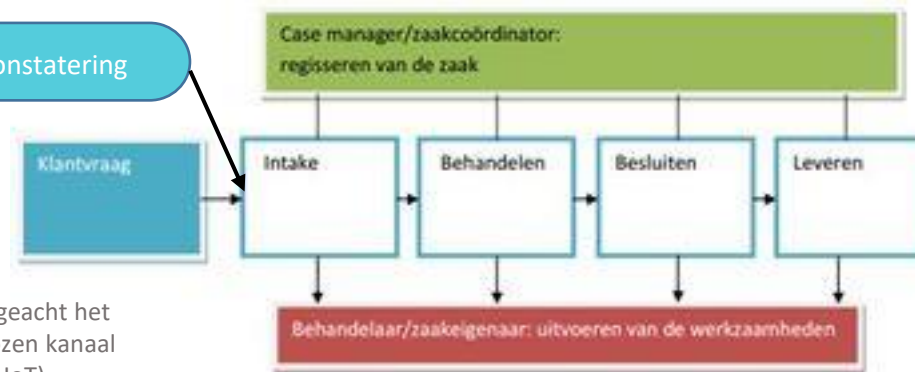 Case manager/zaakcoördinator:
regisseren van de zaak
onstatering
Klantvraag
Intake
Behandelen
Besluiten
Leveren
geacht het
zen kanaal
Behandelaar/zaakeigenaar: uitvoeren van de werkzaamheden